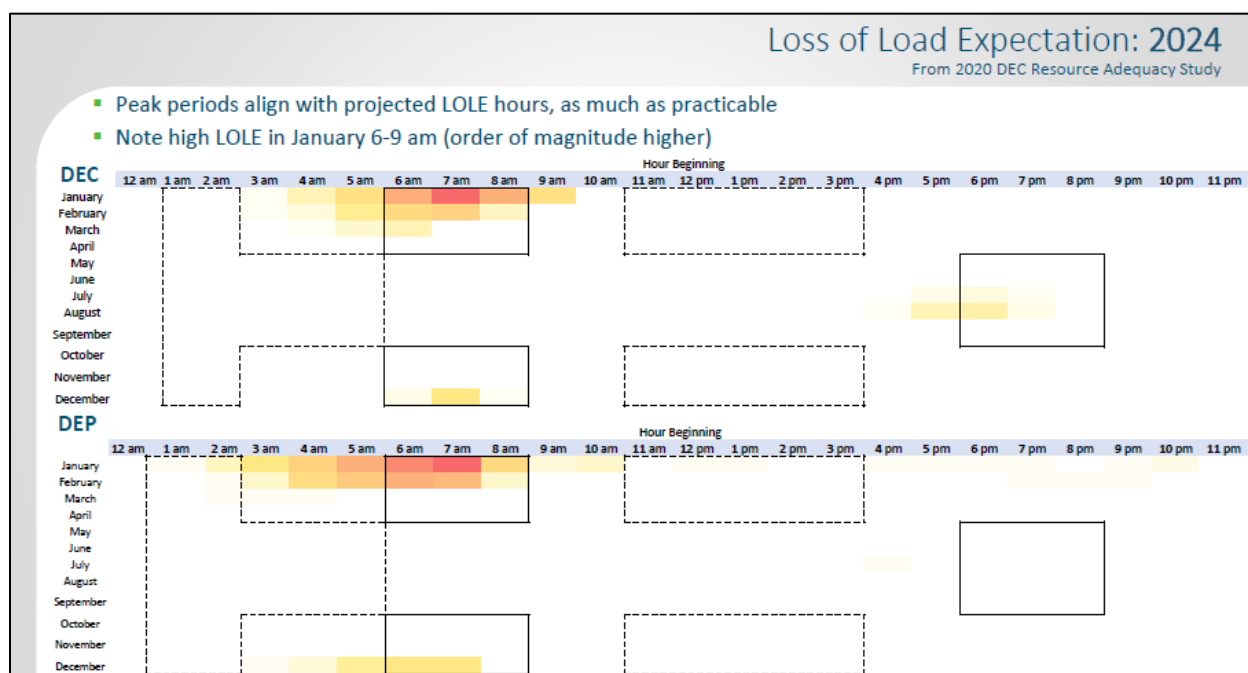 Loss of Load Expectation: 2024
From 2020 DEC Resource Adequacy Study
▪ Peak periods align with projected LOLE hours, as much as practicable
▪ Note high LOLE in January 6-9 am (order of magnitude higher)
DEC
Hour Beginning
12 am 1 am 2 am 3 am 4 am 5 am 6 am 7 am 8 am 9 am 10 am 11 am 12 pm 1 pm 2 pm 3 pm 4 pm 5 pm 6 pm 7 pm 8 pm 9 pm 10 pm 11 pm
January
February
March
April
May
June
July
August
September
October
November
December
DEP
Hour Beginning
12 am 1 am 2 am 3 am 4 am 5 am 6 am 7 am 8 am 9 am 10 am 11 am 12 pm 1 pm 2 pm 3 pm 4 pm 5 pm 6 pm 7 pm 8 pm 9 pm 10 pm 11 pm
January
February
March
April
May
June
July
August
September
October
November
December